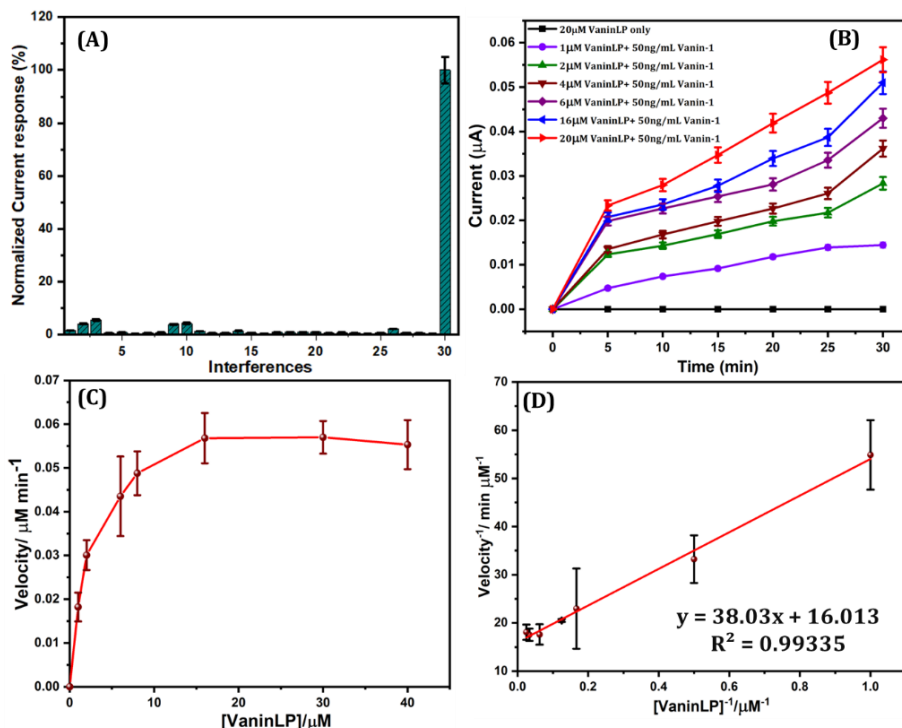 (A)
Normalized Current response (%)
120
100
80
60
40
20
0
5
10
15
20
25
30
Interferences
(B)
20µM VaninLP only
1µM VaninLP+ 50ng/mL Vanin-1
2µM VaninLP+ 50ng/mL Vanin-1
4µM VaninLP+ 50ng/mL Vanin-1
6µM VaninLP+ 50ng/mL Vanin-1
16µM VaninLP+ 50ng/mL Vanin-1
20µM VaninLP+ 50ng/mL Vanin-1
Current (µA)
0.06
0.05
0.04
0.03
0.02
0.01
0.00
0
5
10
15
20
25
30
Time (min)
(C)
Velocity/ µM min⁻¹
0.07
0.06
0.05
0.04
0.03
0.02
0.01
0.00
0
10
20
30
40
[VaninLP]/µM
(D)
Velocity⁻¹/ min µM⁻¹
70
60
50
40
30
20
10
y = 38.03x + 16.013
R² = 0.99335
0.0
0.2
0.4
0.6
0.8
1.0
[VaninLP]⁻¹/µM⁻¹